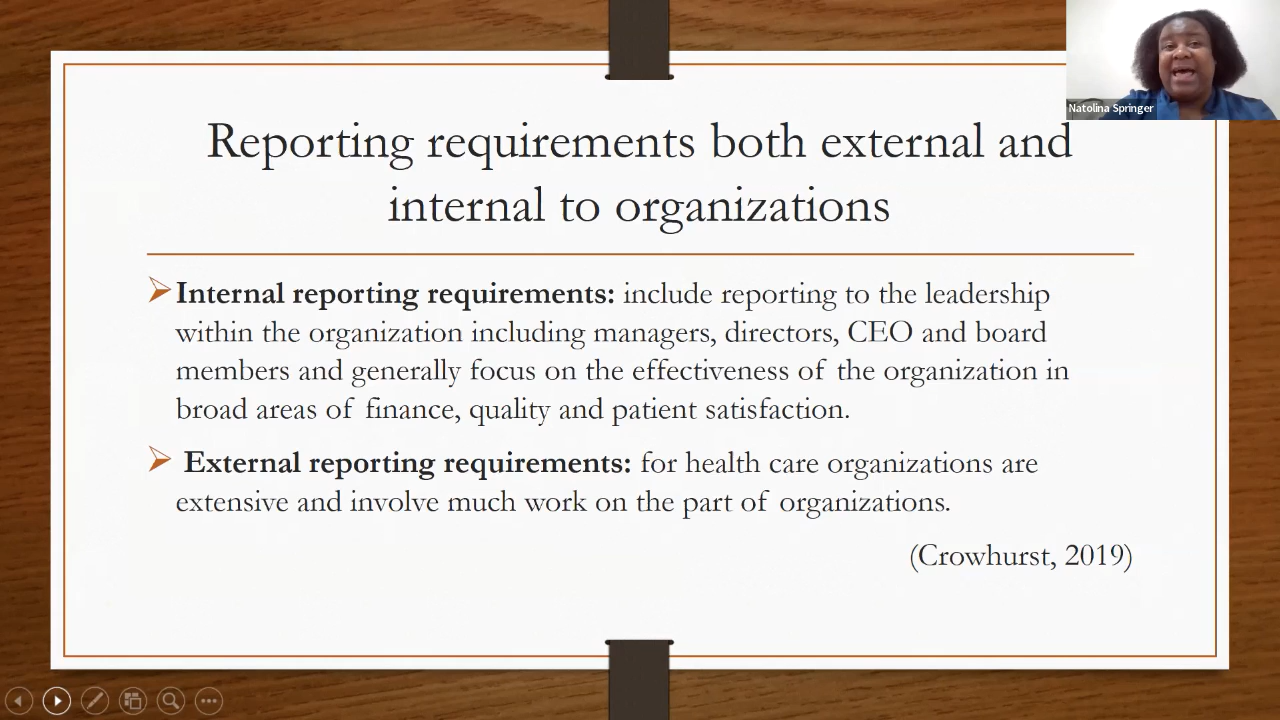 Natolina Springer
Reporting requirements both external and
internal to organizations
Internal reporting requirements: include reporting to the leadership
within the organization including managers, directors, CEO and board
members and generally focus on the effectiveness of the organization in
broad areas of finance, quality and patient satisfaction.
External reporting requirements: for health care organizations are
extensive and involve much work on the part of organizations.
(Crowhurst, 2019)